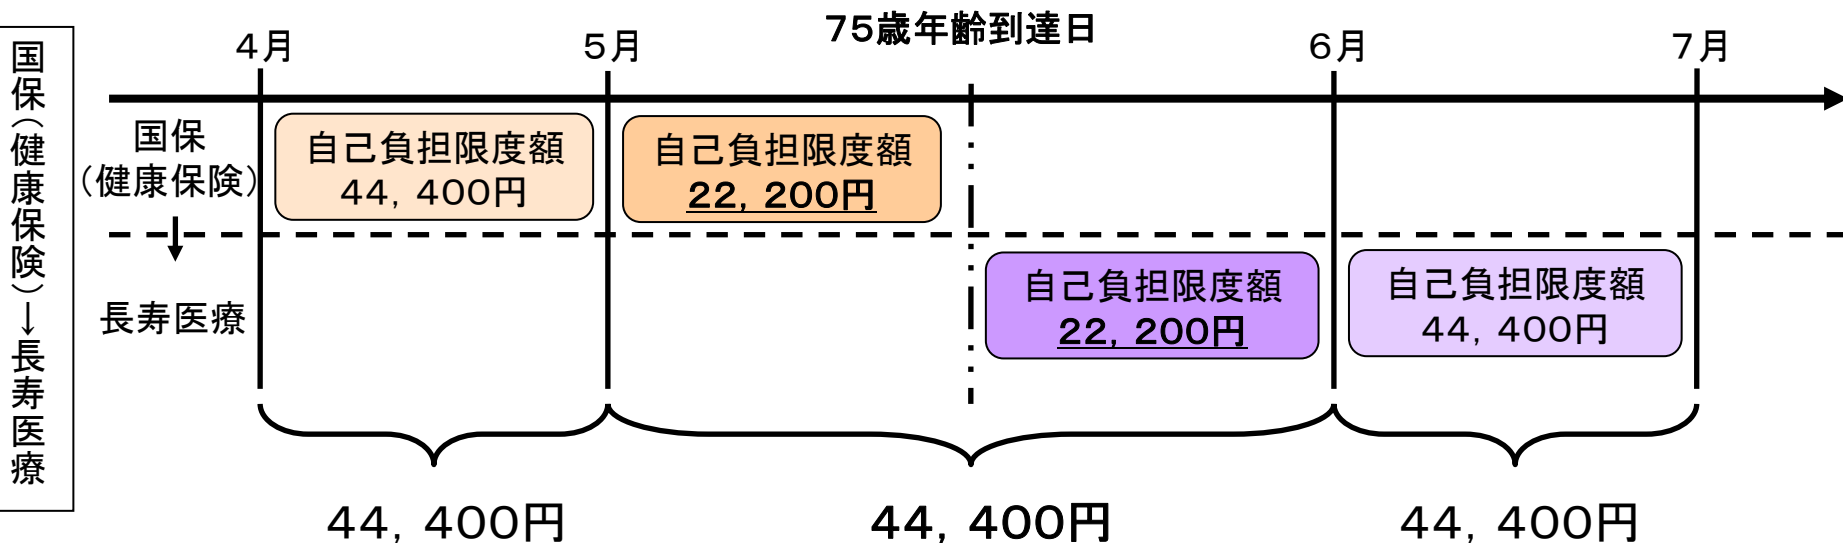 国保（健康保険）→長寿医療
75歳年齢到達日
４月
５月
６月
７月
国保
（健康保険）
長寿医療
自己負担限度額
４４，４００円
自己負担限度額
２２，２００円
自己負担限度額
２２，２００円
自己負担限度額
４４，４００円
４４，４００円
４４，４００円
４４，４００円